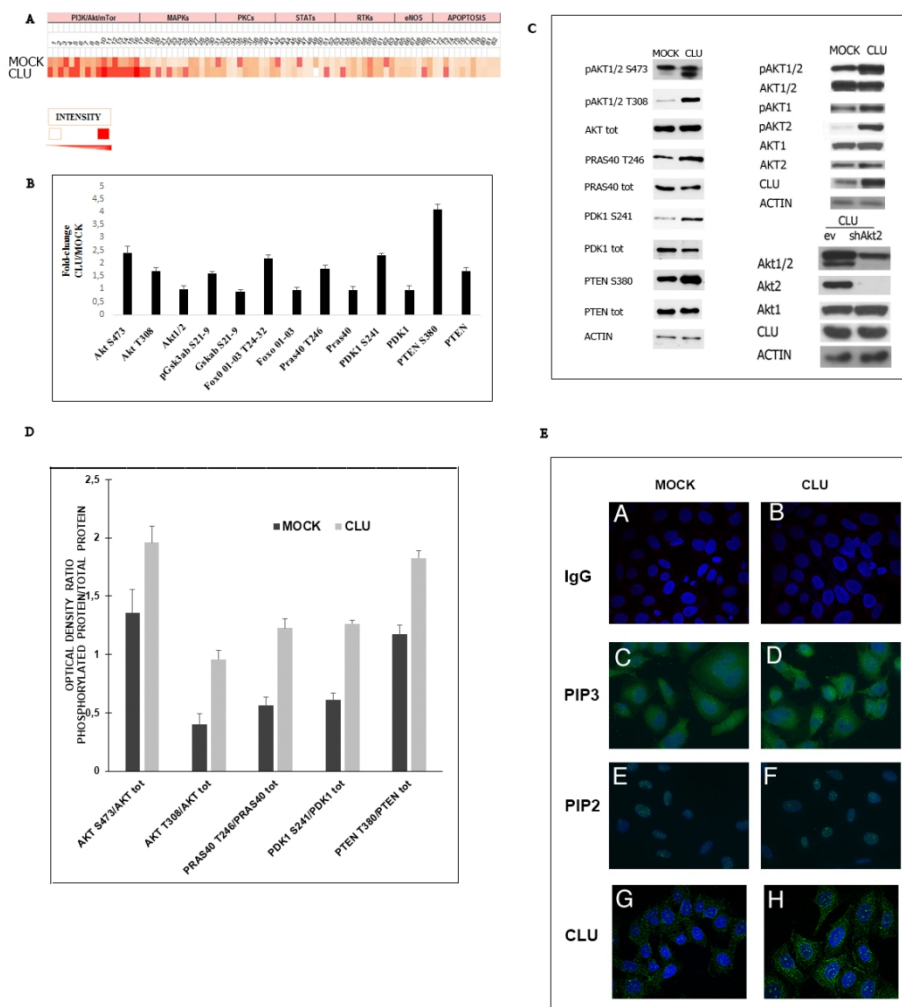 A
PI3K/Akt/mTor MAPKs PKCs STATs RTKs eNOS APOPTOSIS
MOCK
CLU
INTENSITY
B
Fold-change
CLU/MOCK
5
4,5
4
3,5
3
2,5
2
1,5
1
0,5
0
Akt S473
Akt T308
Akt1/2
pGsk3ab S21-9
Gskab S21-9
Fox0 01-03 T24-32
Foxo 01-03
Pras40 T246
Pras40
PDK1 S241
PDK1
PTEN S380
PTEN
C
MOCK CLU
pAKT1/2 S473
pAKT1/2 T308
AKT tot
PRAS40 T246
PRAS40 tot
PDK1 S241
PDK1 tot
PTEN S380
PTEN tot
ACTIN
MOCK CLU
pAKT1/2
AKT1/2
pAKT1
pAKT2
AKT1
AKT2
CLU
ACTIN
CLU
ev shAkt2
Akt1/2
Akt2
Akt1
CLU
ACTIN
D
OPTICAL DENSITY RATIO
PHOSPHORYLATED PROTEIN/TOTAL PROTEIN
2,5
2
1,5
1
0,5
0
MOCK CLU
AKT S473/AKT tot
AKT T308/AKT tot
PRAS40 T246/PRAS40 tot
PDK1 S241/PDK1 tot
PTEN T380/PTEN tot
E
MOCK CLU
IgG A B
PIP3 C D
PIP2 E F
CLU G H